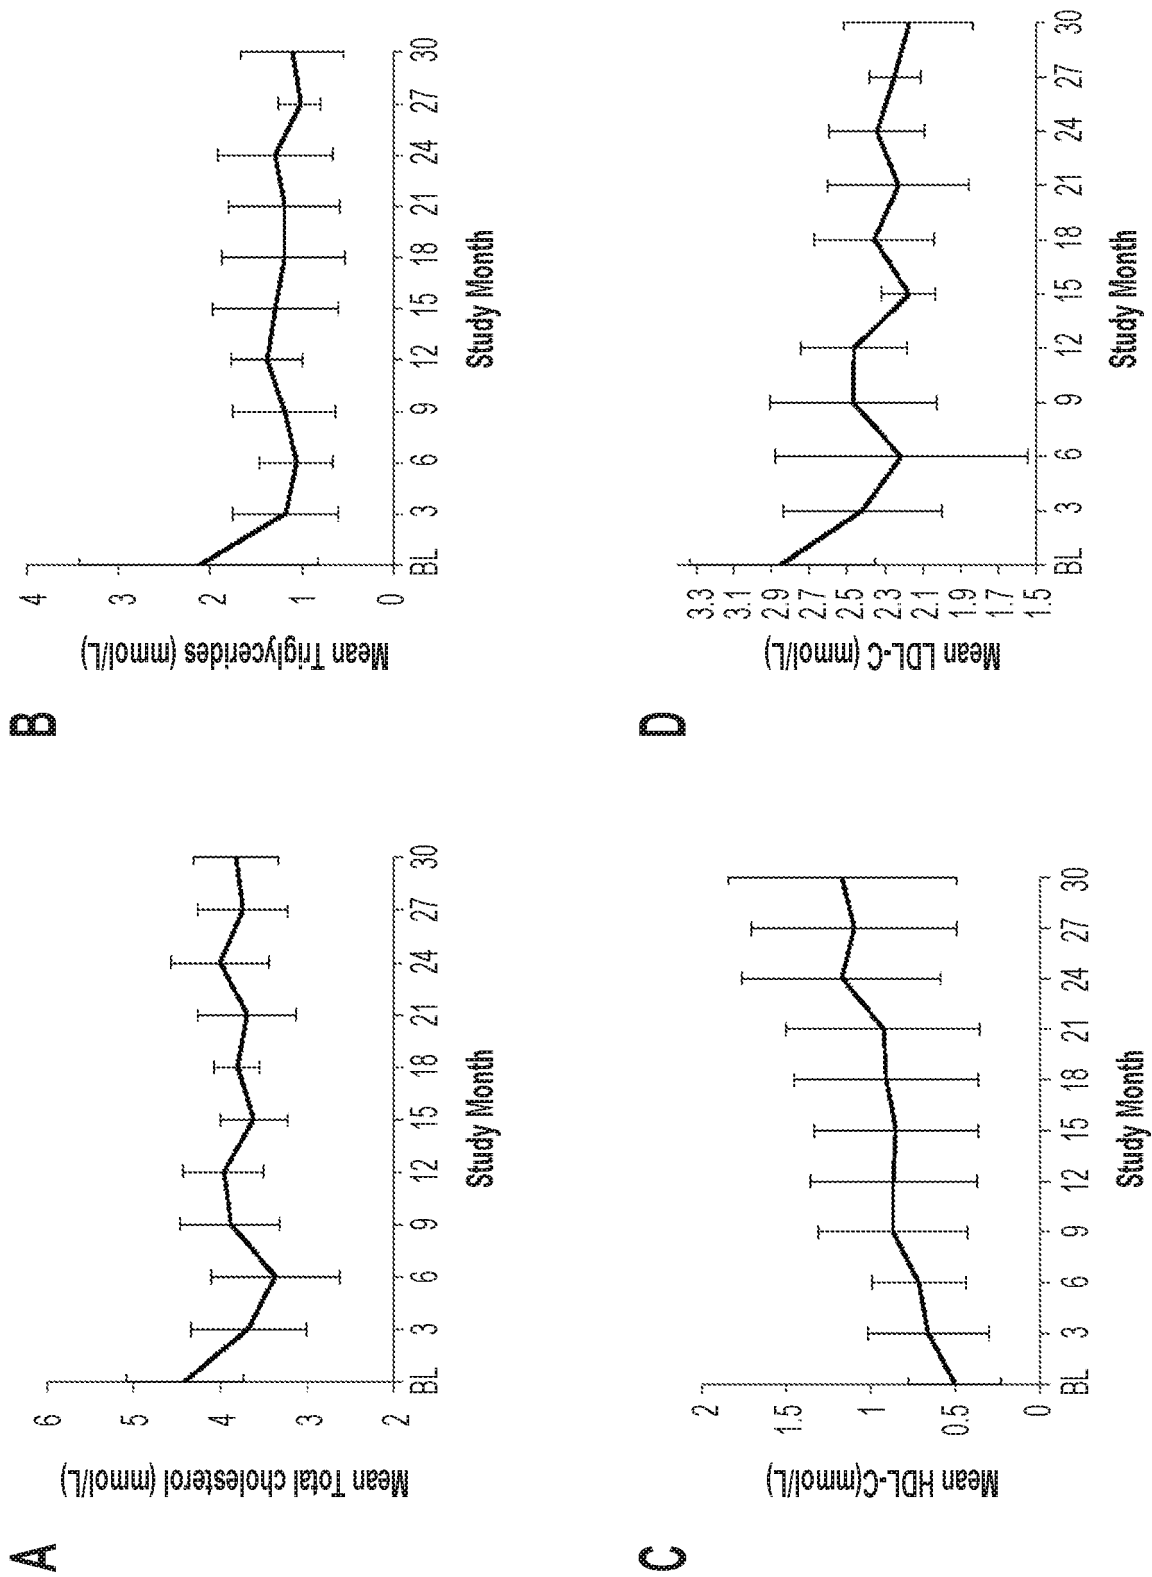 A
Mean Total cholesterol (mmol/L)
6
5
4
3
2
BL 3 6 9 12 15 18 21 24 27 30
Study Month
B
Mean Triglycerides (mmol/L)
4
3
2
1
0
BL 3 6 9 12 15 18 21 24 27 30
Study Month
C
Mean HDL-C(mmol/L)
2
1.5
1
0.5
0
BL 3 6 9 12 15 18 21 24 27 30
Study Month
D
Mean LDL-C (mmol/L)
3.3
3.1
2.9
2.7
2.5
2.3
2.1
1.9
1.7
1.5
BL 3 6 9 12 15 18 21 24 27 30
Study Month